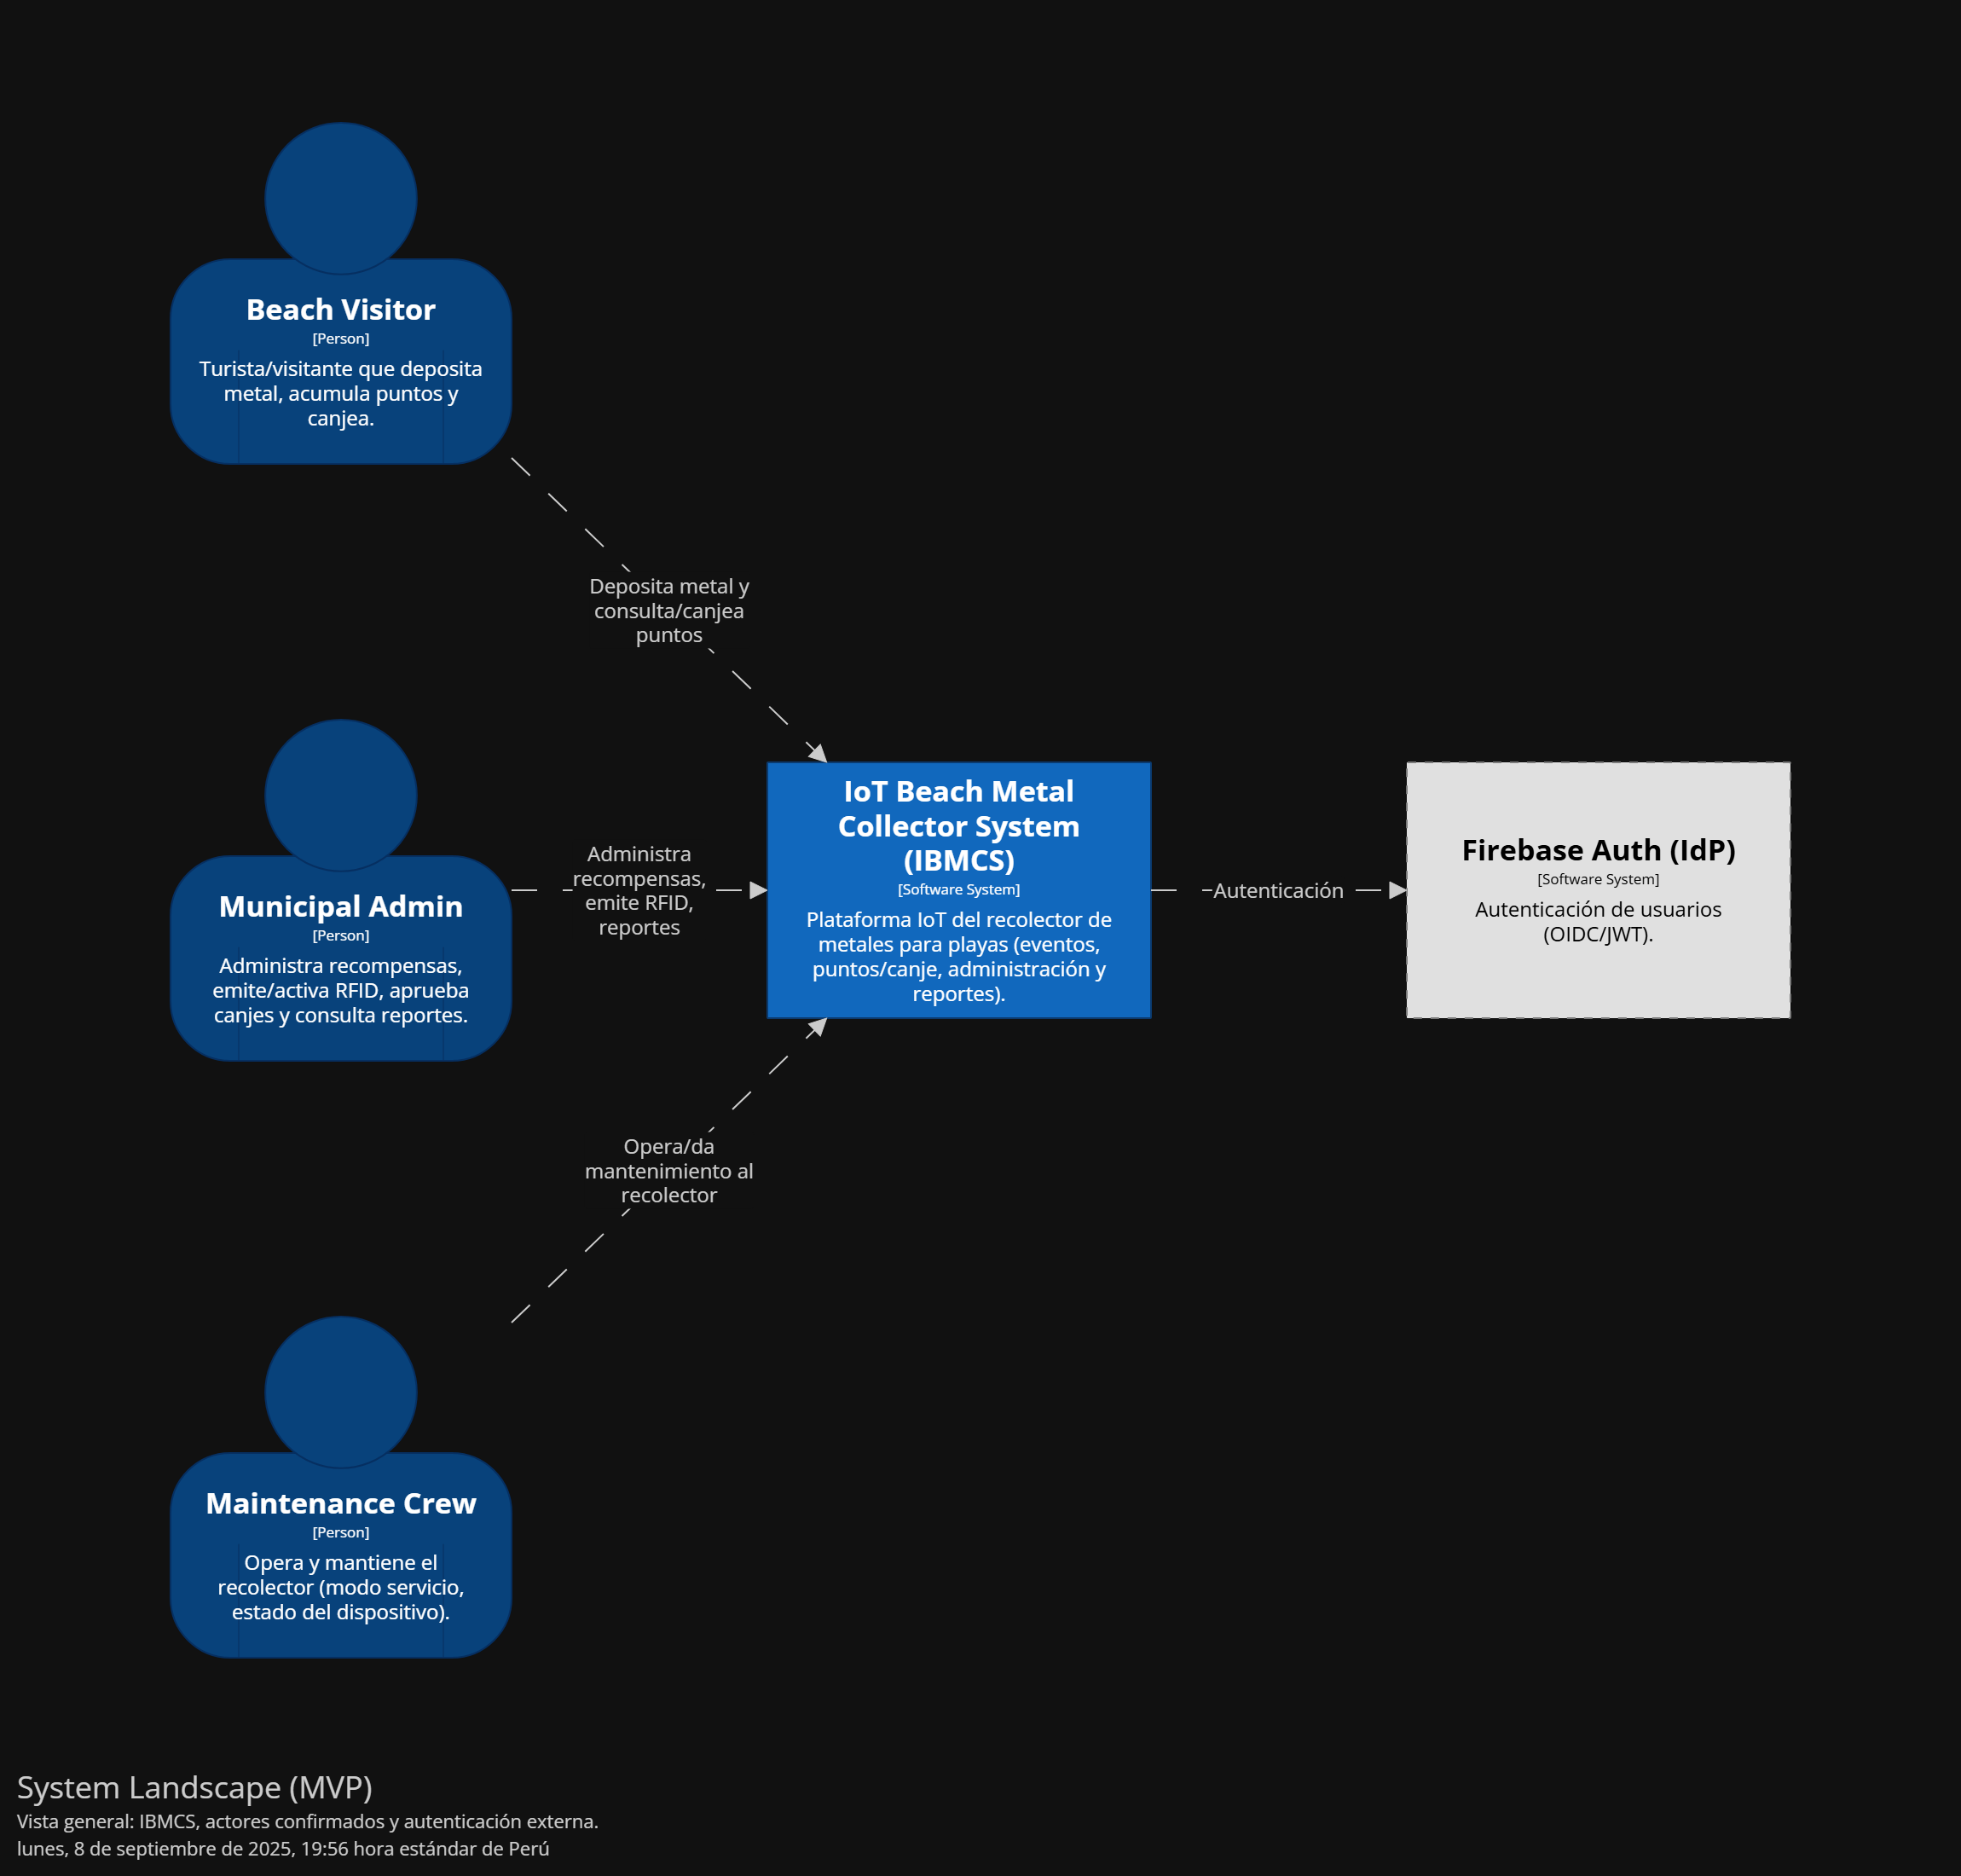 Beach Visitor
[Person]
Turista/visitante que deposita
metal, acumula puntos y
canjea.
Deposita metal y
consulta/canjea
puntos
Municipal Admin
[Person]
Administra recompensas,
emite/activa RFID, aprueba
canjes y consulta reportes.
Administra
recompensas,
emite RFID,
reportes
IoT Beach Metal
Collector System
(IBMCS)
[Software System]
Plataforma IoT del recolector de
metales para playas (eventos,
puntos/canje, administración y
reportes).
Autenticación
Firebase Auth (IdP)
[Software System]
Autenticación de usuarios
(OIDC/JWT).
Opera/da
mantenimiento al
recolector
Maintenance Crew
[Person]
Opera y mantiene el
recolector (modo servicio,
estado del dispositivo).
System Landscape (MVP)
Vista general: IBMCS, actores confirmados y autenticación externa.
lunes, 8 de septiembre de 2025, 19:56 hora estándar de Perú